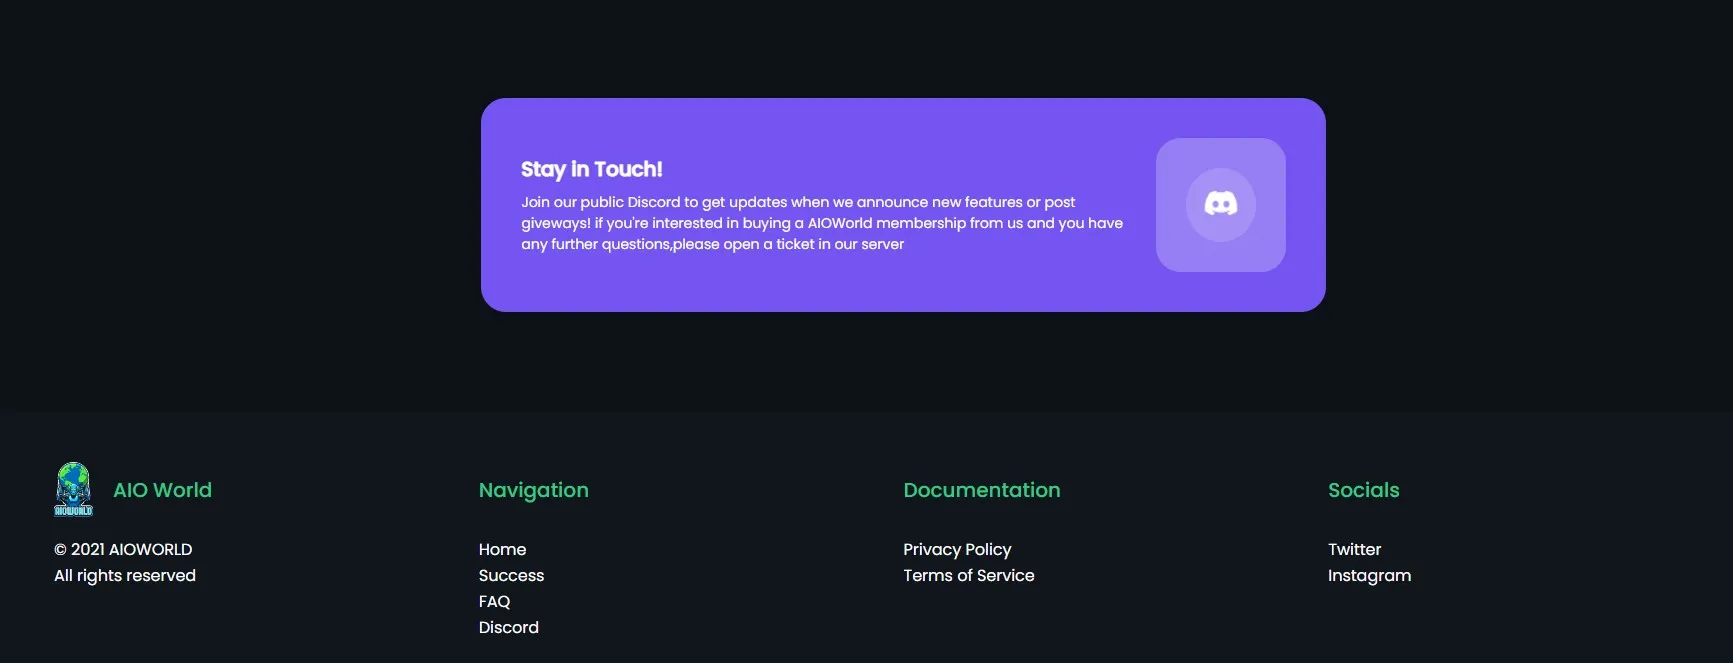 Stay in Touch!
Join our public Discord to get updates when we announce new features or post
giveways! if you're interested in buying a AIOWorld membership from us and you have
any further questions,please open a ticket in our server
AIOWORLD
AIO World
© 2021 AIOWORLD
All rights reserved
Navigation
Home
Success
FAQ
Discord
Documentation
Privacy Policy
Terms of Service
Socials
Twitter
Instagram